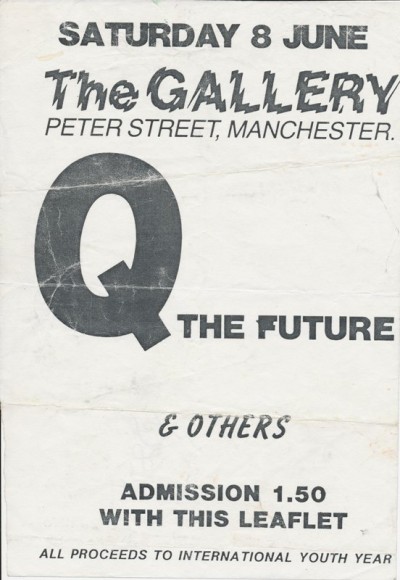 SATURDAY 8 JUNE
The GALLERY
PETER STREET, MANCHESTER.
Q THE FUTURE
& OTHERS
ADMISSION 1.50
WITH THIS LEAFLET
ALL PROCEEDS TO INTERNATIONAL YOUTH YEAR